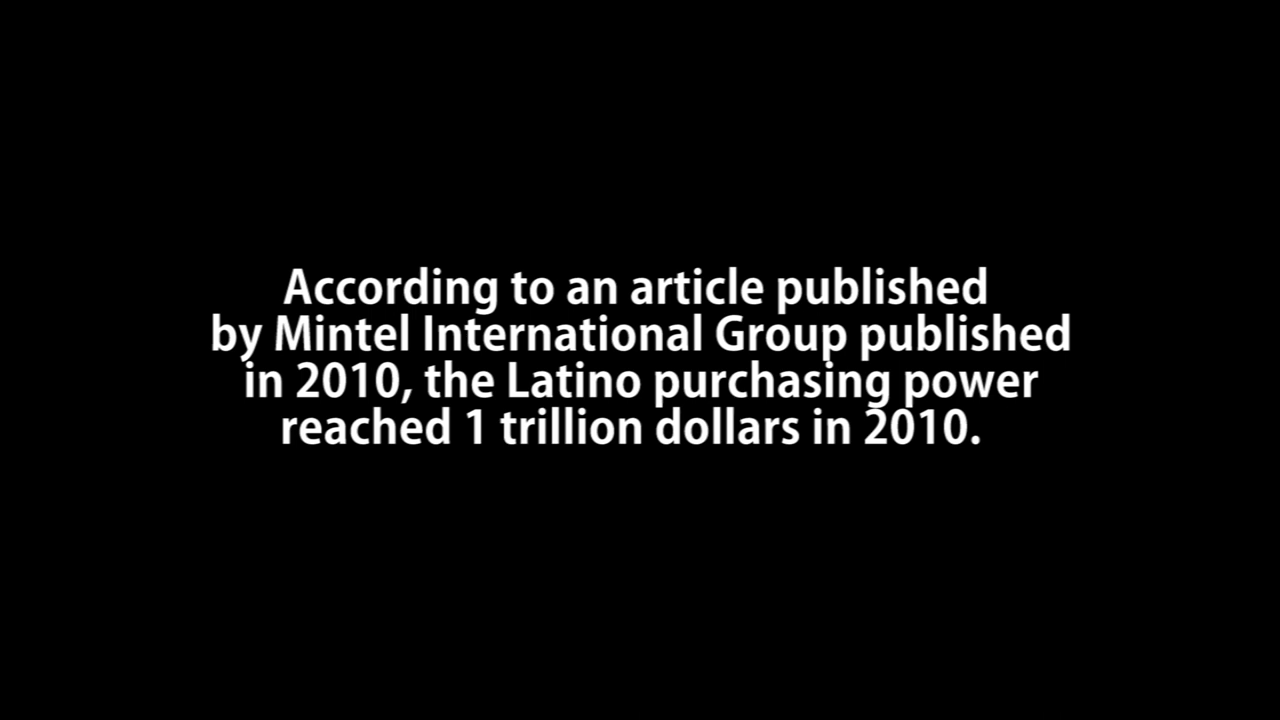 According to an article published
by Mintel International Group published
in 2010, the Latino purchasing power
reached 1 trillion dollars in 2010.